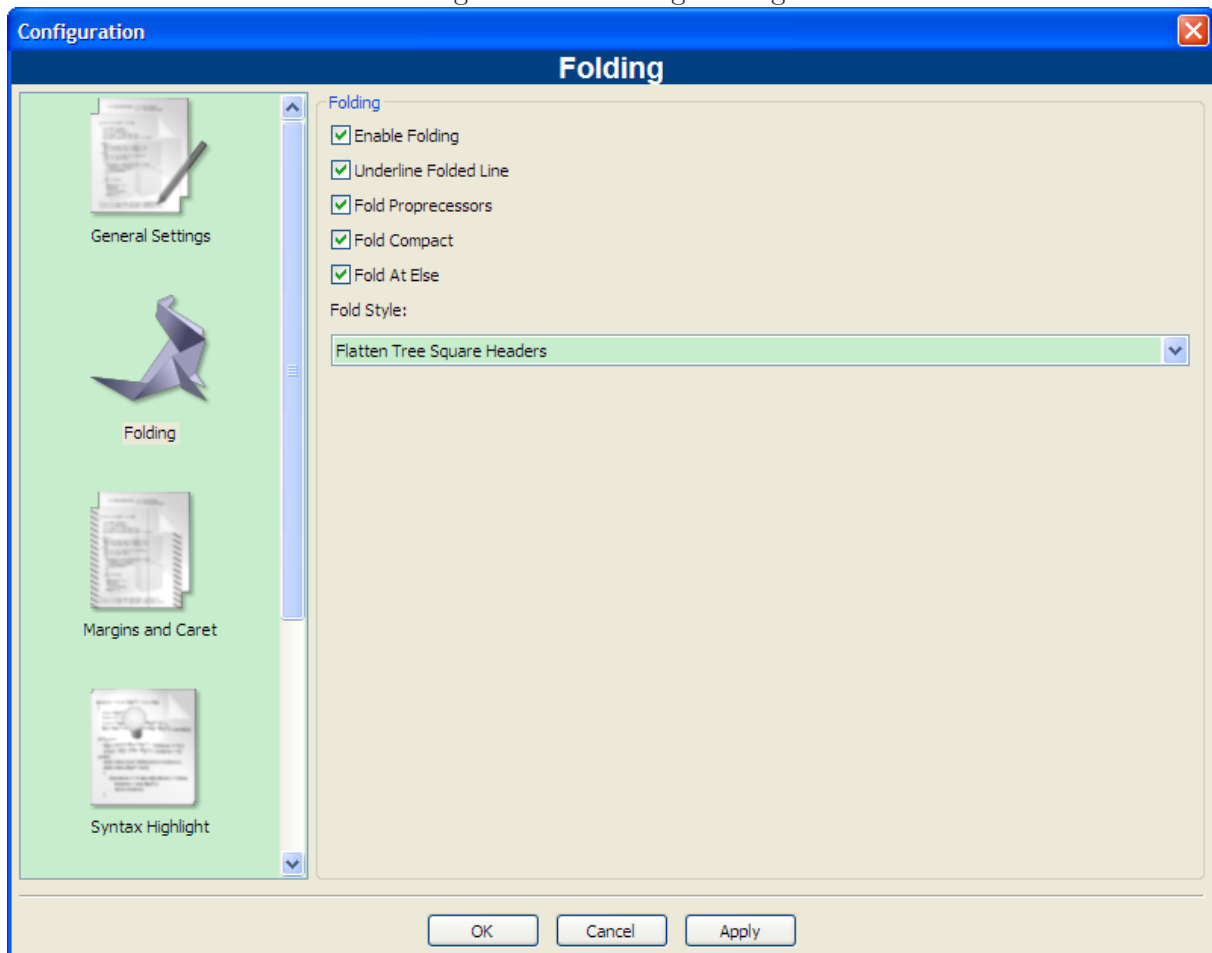 Configuration
Folding
General Settings
Folding
Margins and Caret
Syntax Highlight
Folding
Enable Folding
Underline Folded Line
Fold Proprecessors
Fold Compact
Fold At Else
Fold Style:
Flatten Tree Square Headers
OK
Cancel
Apply